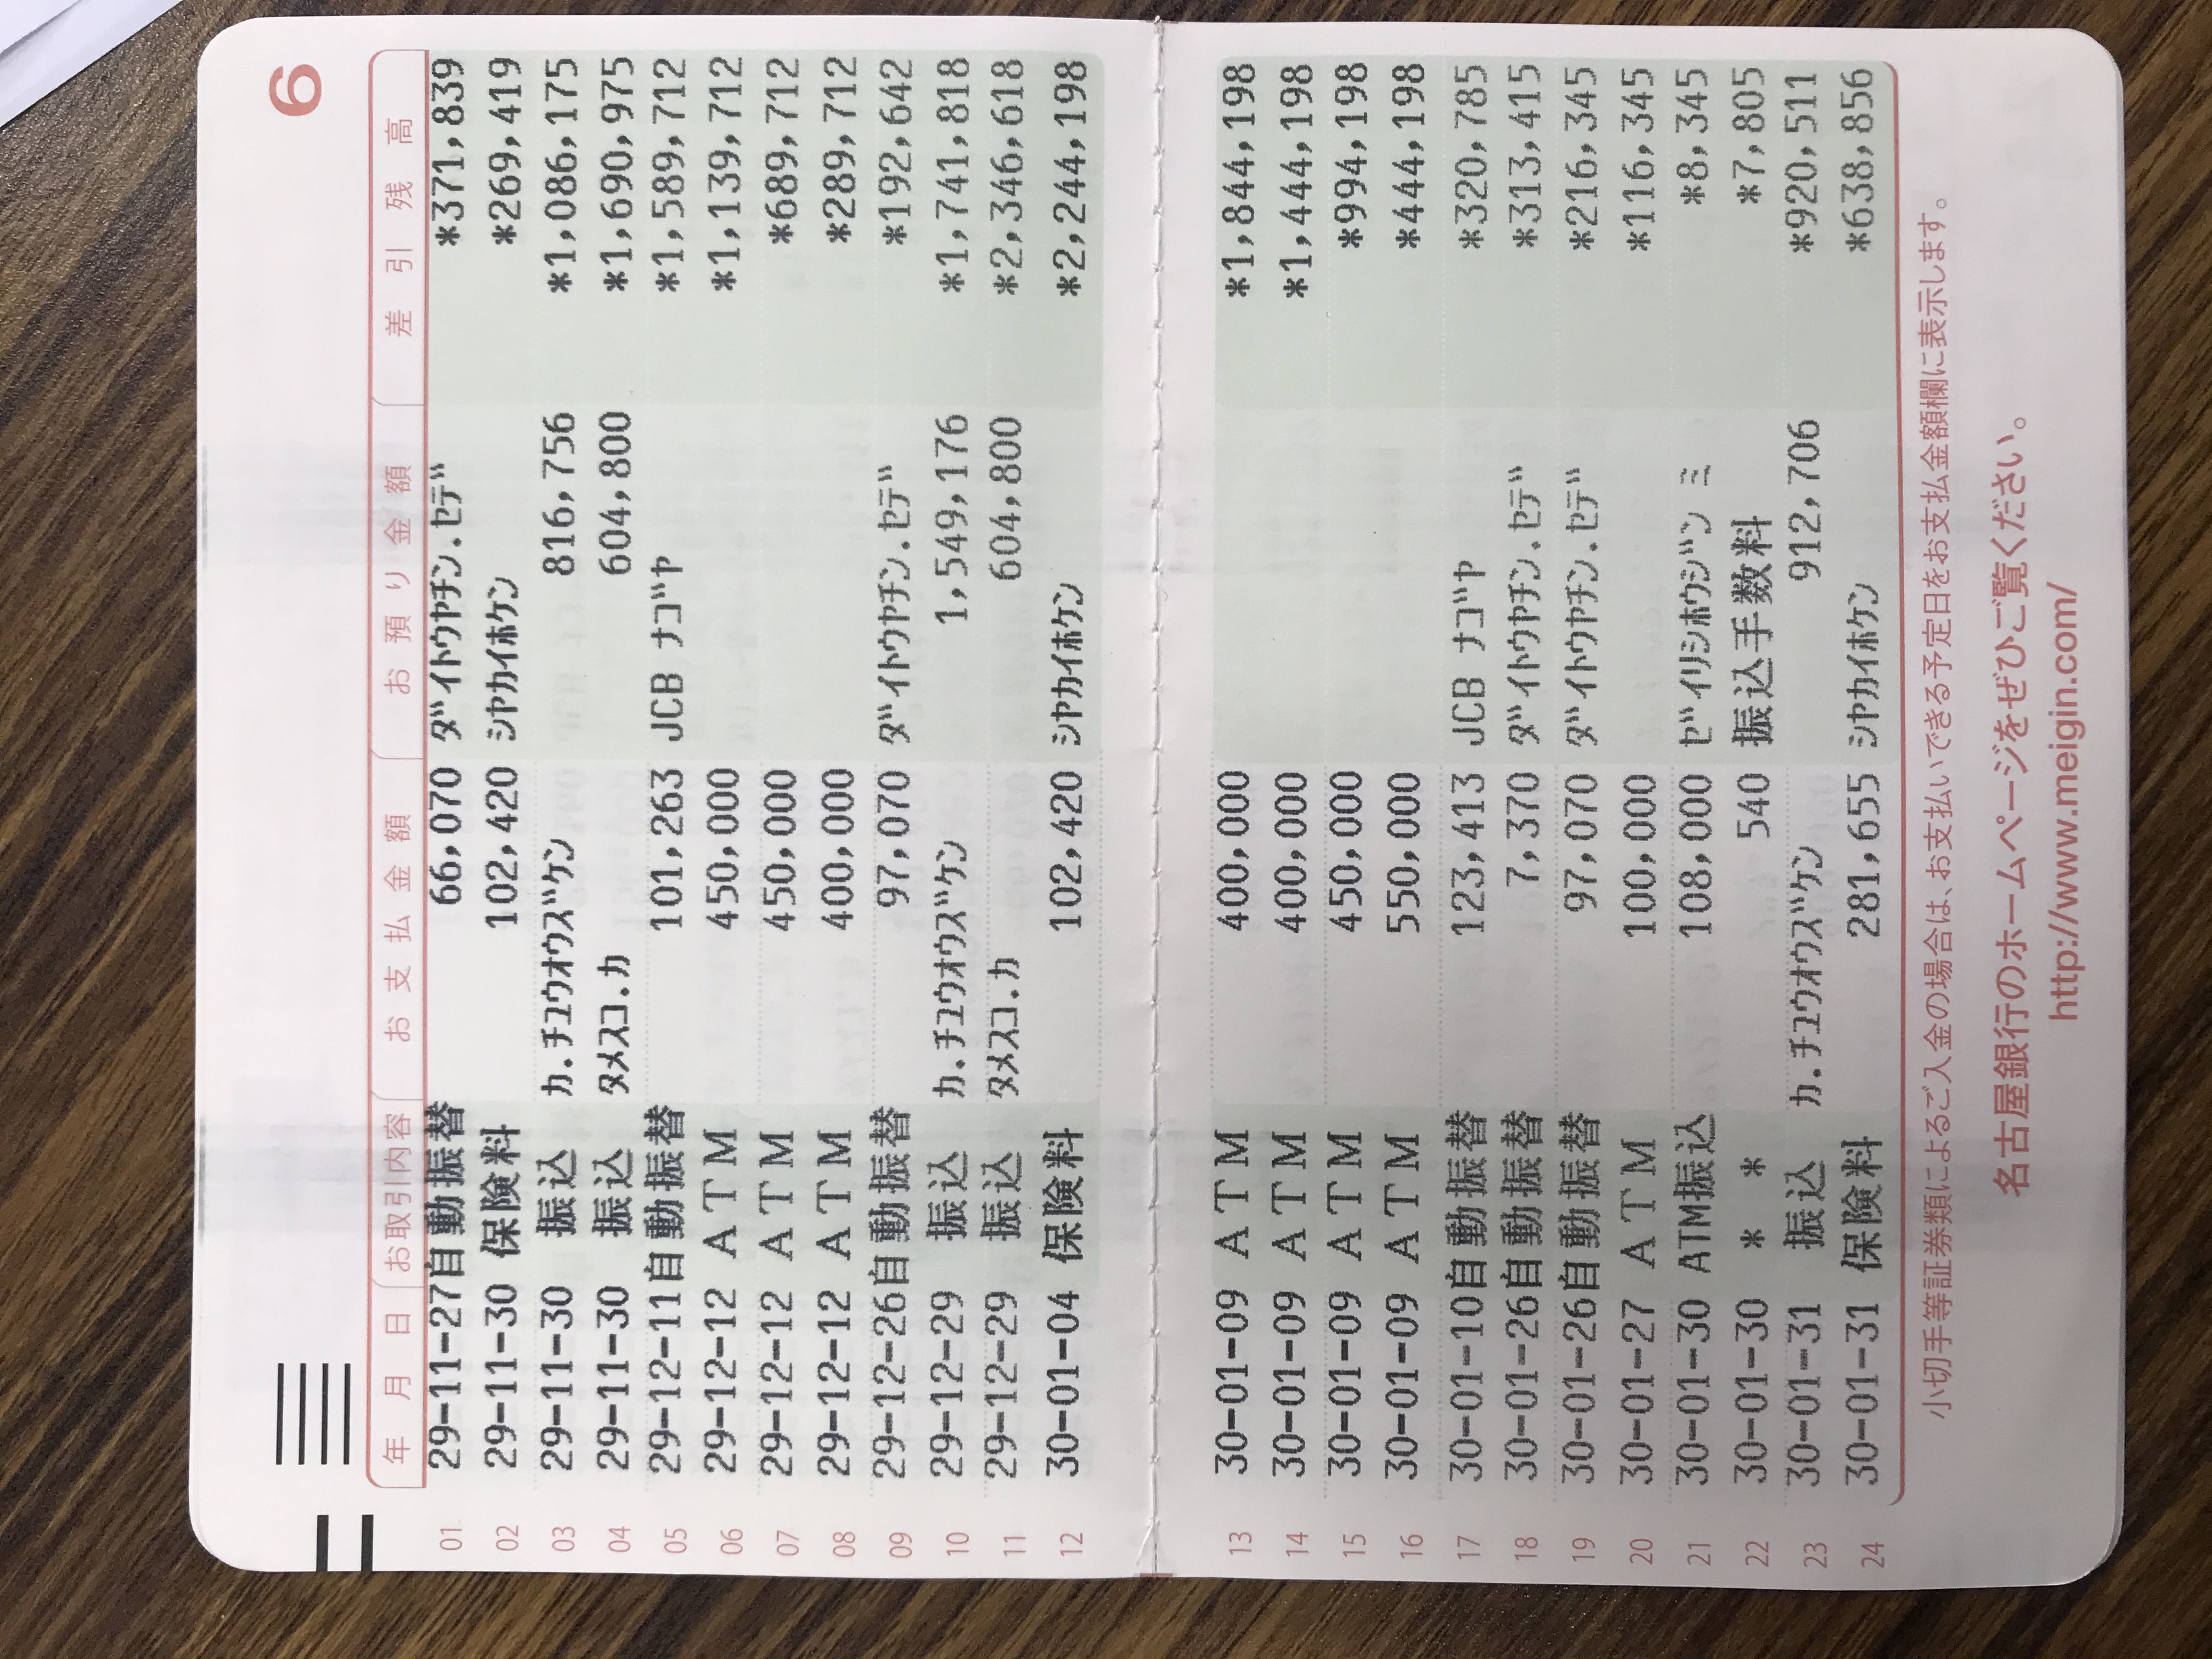 6
年月日 お取引内容 お支払金額 お預り金額 差引残高
01 29-11-27 自動振替 66,070 ﾀﾞｲﾄｳﾔﾁﾝ.ｾﾃﾞ *371,839
02 29-11-30 保険料 102,420 ｼﾔｶｲﾎｹﾝ *269,419
03 29-11-30 振込 ｶ.ﾁﾕｳｵｳｽﾞｹﾝ 816,756 *1,086,175
04 29-11-30 振込 ﾀﾒｽｺ.ｶ 604,800 *1,690,975
05 29-12-11 自動振替 101,263 JCB ﾅｺﾞﾔ *1,589,712
06 29-12-12 ATM 450,000 *1,139,712
07 29-12-12 ATM 450,000 *689,712
08 29-12-12 ATM 400,000 *289,712
09 29-12-26 自動振替 97,070 ﾀﾞｲﾄｳﾔﾁﾝ.ｾﾃﾞ *192,642
10 29-12-29 振込 ｶ.ﾁﾕｳｵｳｽﾞｹﾝ 1,549,176 *1,741,818
11 29-12-29 振込 ﾀﾒｽｺ.ｶ 604,800 *2,346,618
12 30-01-04 保険料 102,420 ｼﾔｶｲﾎｹﾝ *2,244,198
13 30-01-09 ATM 400,000 *1,844,198
14 30-01-09 ATM 400,000 *1,444,198
15 30-01-09 ATM 450,000 *994,198
16 30-01-09 ATM 550,000 *444,198
17 30-01-10 自動振替 123,413 JCB ﾅｺﾞﾔ *320,785
18 30-01-26 自動振替 7,370 ﾀﾞｲﾄｳﾔﾁﾝ.ｾﾃﾞ *313,415
19 30-01-26 自動振替 97,070 ﾀﾞｲﾄｳﾔﾁﾝ.ｾﾃﾞ *216,345
20 30-01-27 ATM 100,000 *116,345
21 30-01-30 ATM振込 108,000 ｾﾞｲﾘｼﾎｳｼﾞﾝ ﾐ *8,345
22 30-01-30 * * 540 振込手数料 *7,805
23 30-01-31 振込 ｶ.ﾁﾕｳｵｳｽﾞｹﾝ 912,706 *920,511
24 30-01-31 保険料 281,655 ｼﾔｶｲﾎｹﾝ *638,856
小切手等証券類によるご入金の場合は、お支払いできる予定日をお支払金額欄に表示します。
名古屋銀行のホームページをぜひご覧ください。
http://www.meigin.com/